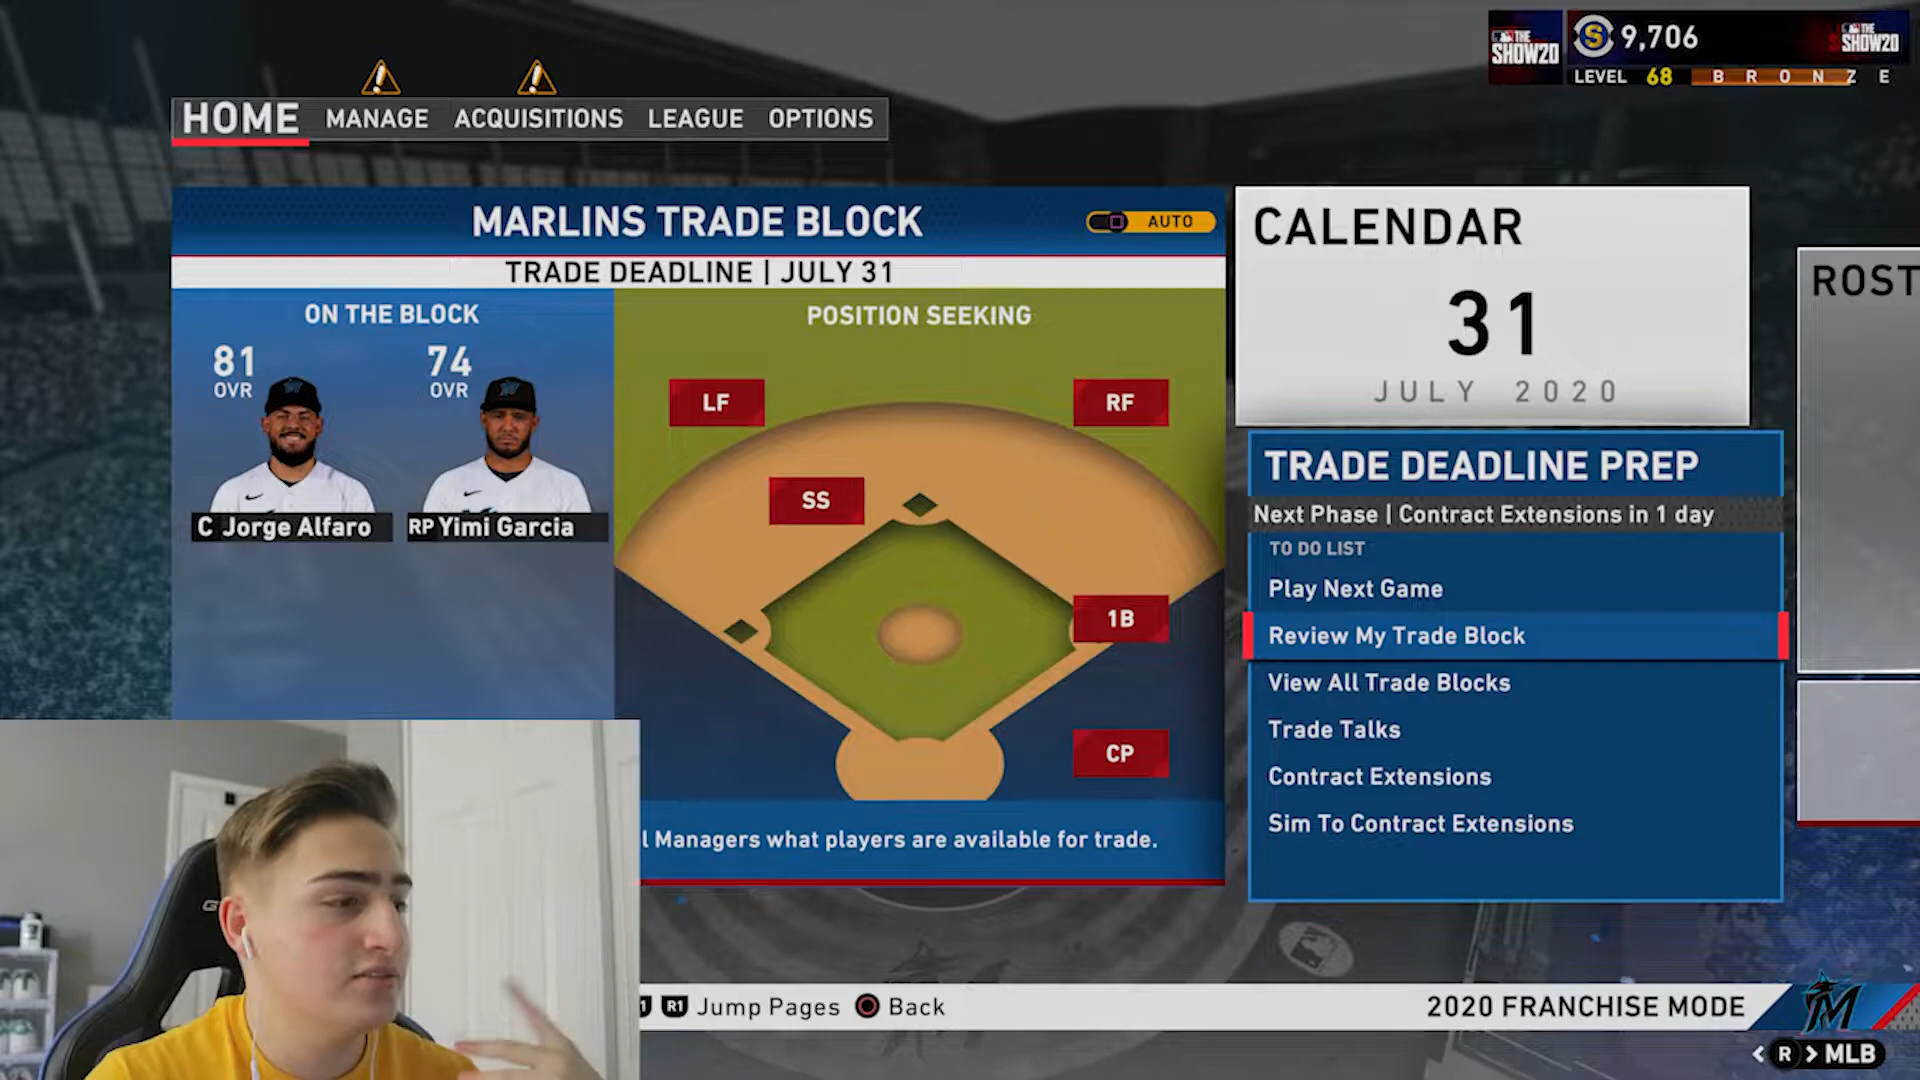 THE SHOW20
9,706
THE SHOW20
LEVEL 68 BRONZE
HOME MANAGE ACQUISITIONS LEAGUE OPTIONS
MARLINS TRADE BLOCK
AUTO
TRADE DEADLINE | JULY 31
ON THE BLOCK
81 OVR
74 OVR
C Jorge Alfaro
RP Yimi Garcia
POSITION SEEKING
LF
RF
SS
1B
CP
l Managers what players are available for trade.
CALENDAR
31
JULY 2020
TRADE DEADLINE PREP
Next Phase | Contract Extensions in 1 day
TO DO LIST
Play Next Game
Review My Trade Block
View All Trade Blocks
Trade Talks
Contract Extensions
Sim To Contract Extensions
ROST
R1 Jump Pages Back
2020 FRANCHISE MODE
M
< R > MLB